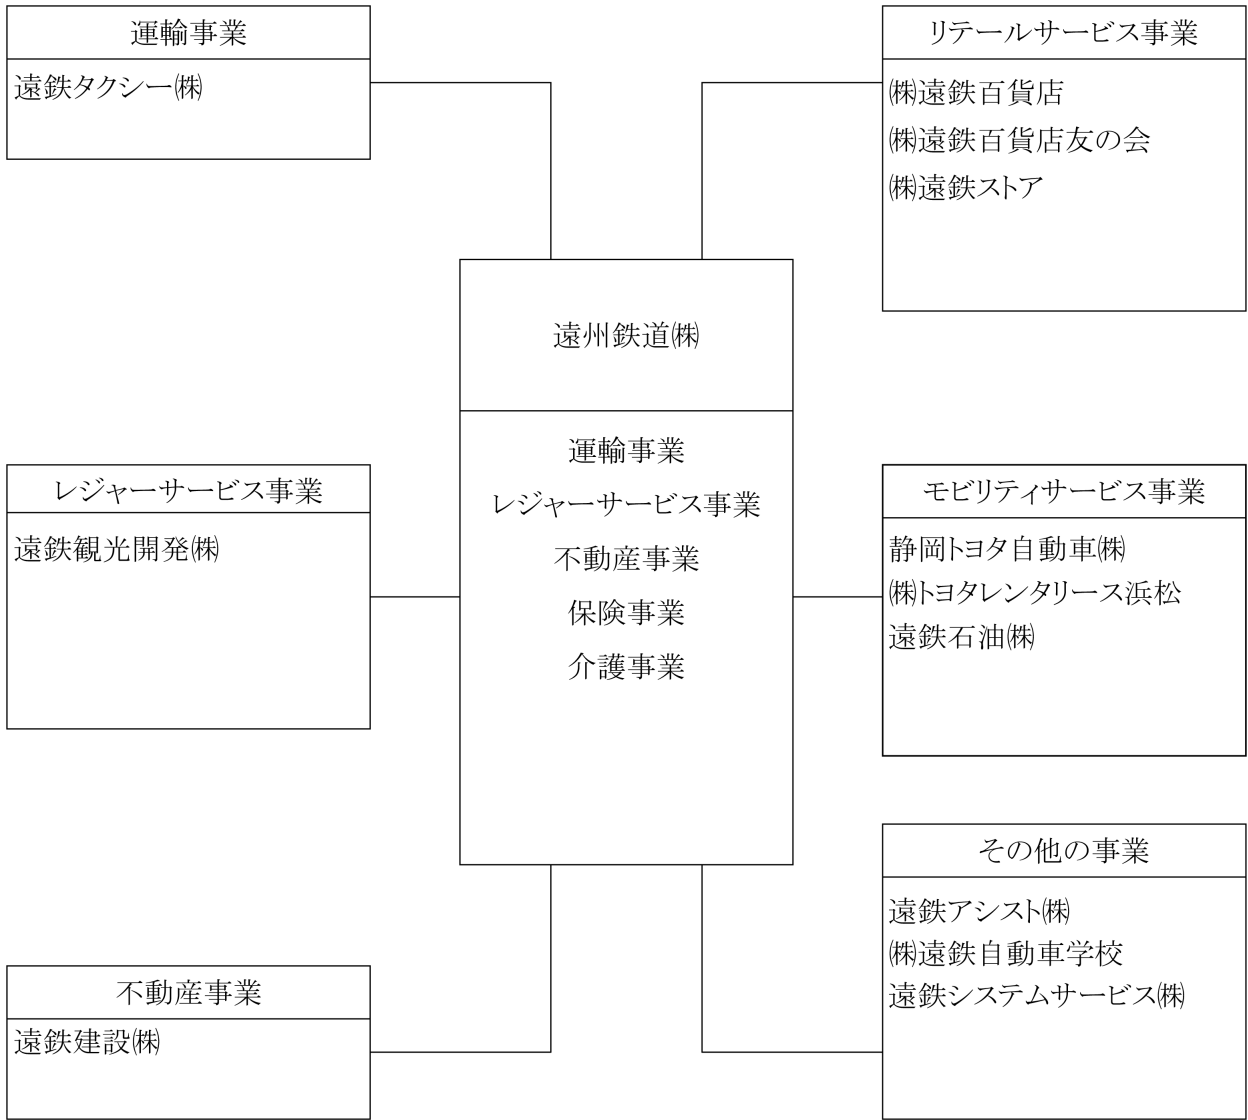 運輸事業
遠鉄タクシー㈱
リテールサービス事業
㈱遠鉄百貨店
㈱遠鉄百貨店友の会
㈱遠鉄ストア
遠州鉄道㈱
運輸事業
レジャーサービス事業
不動産事業
保険事業
介護事業
レジャーサービス事業
遠鉄観光開発㈱
モビリティサービス事業
静岡トヨタ自動車㈱
㈱トヨタレンタリース浜松
遠鉄石油㈱
不動産事業
遠鉄建設㈱
その他の事業
遠鉄アシスト㈱
㈱遠鉄自動車学校
遠鉄システムサービス㈱